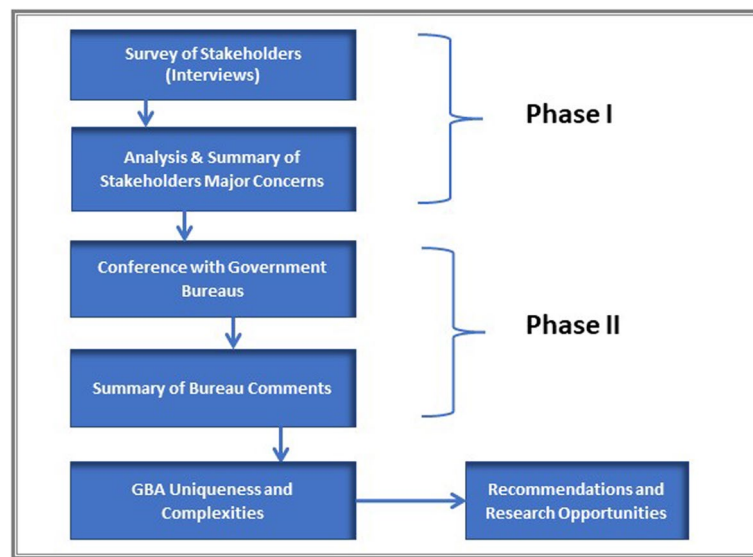 Survey of Stakeholders
(Interviews)
Phase I
Analysis & Summary of
Stakeholders Major Concerns
Conference with Government
Bureaus
Phase II
Summary of Bureau Comments
GBA Uniqueness and
Complexities
Recommendations and
Research Opportunities